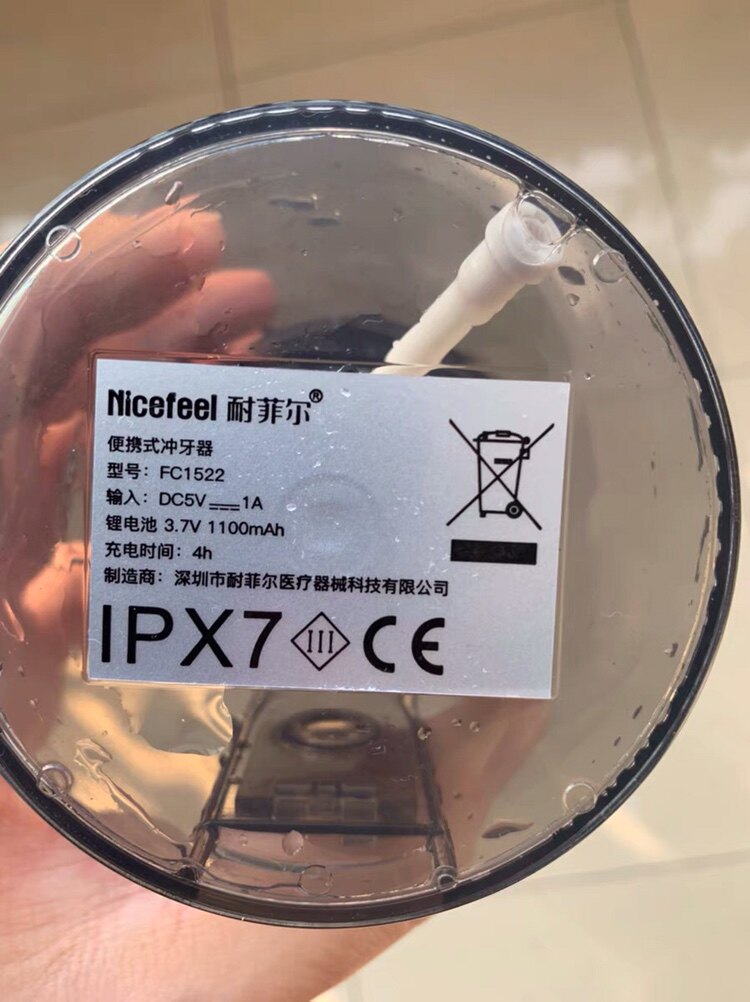 Nicefeel 耐菲尔®
便携式冲牙器
型号：FC1522
输入：DC5V ⎓ 1A
锂电池 3.7V 1100mAh
充电时间：4h
制造商：深圳市耐菲尔医疗器械科技有限公司
IPX7 III CE